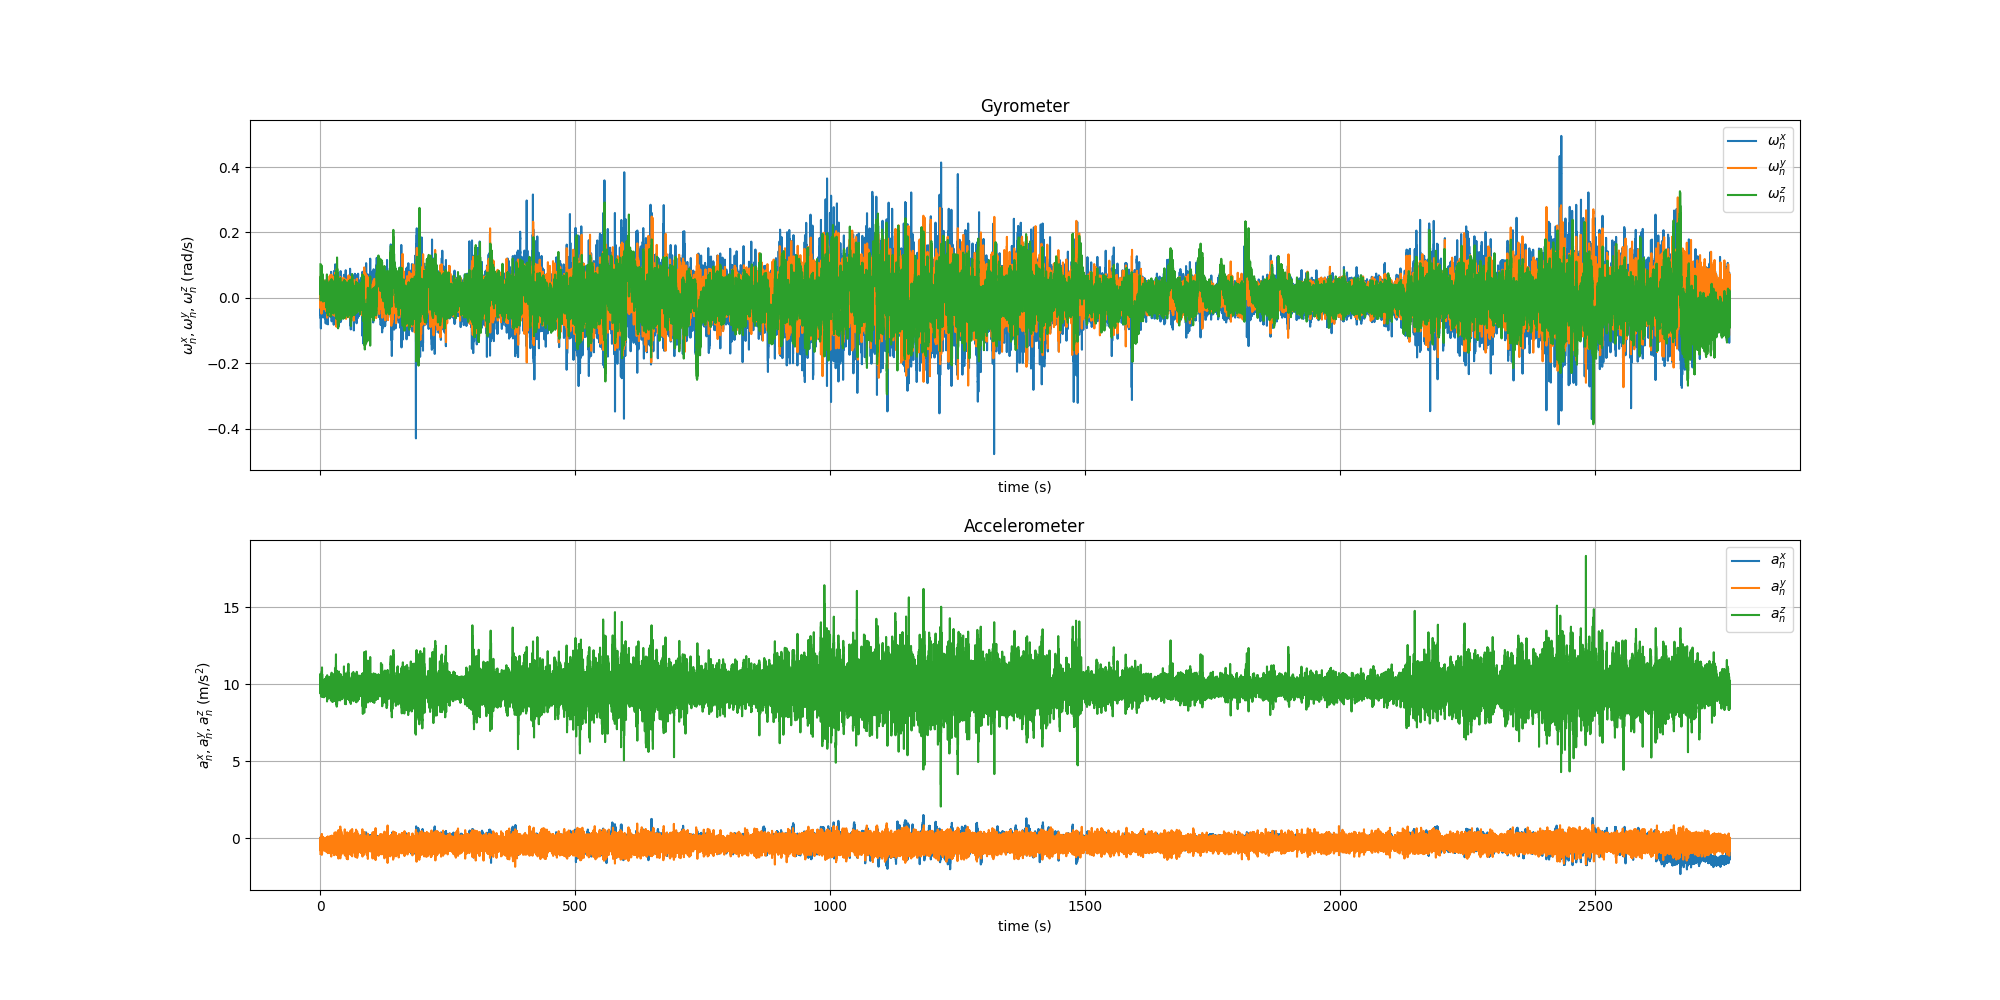 Gyrometer
ω_n^x, ω_n^y, ω_n^z (rad/s)
0.4
0.2
0.0
−0.2
−0.4
ω_n^x
ω_n^y
ω_n^z
time (s)
Accelerometer
a_n^x, a_n^y, a_n^z (m/s²)
15
10
5
0
a_n^x
a_n^y
a_n^z
0 500 1000 1500 2000 2500
time (s)